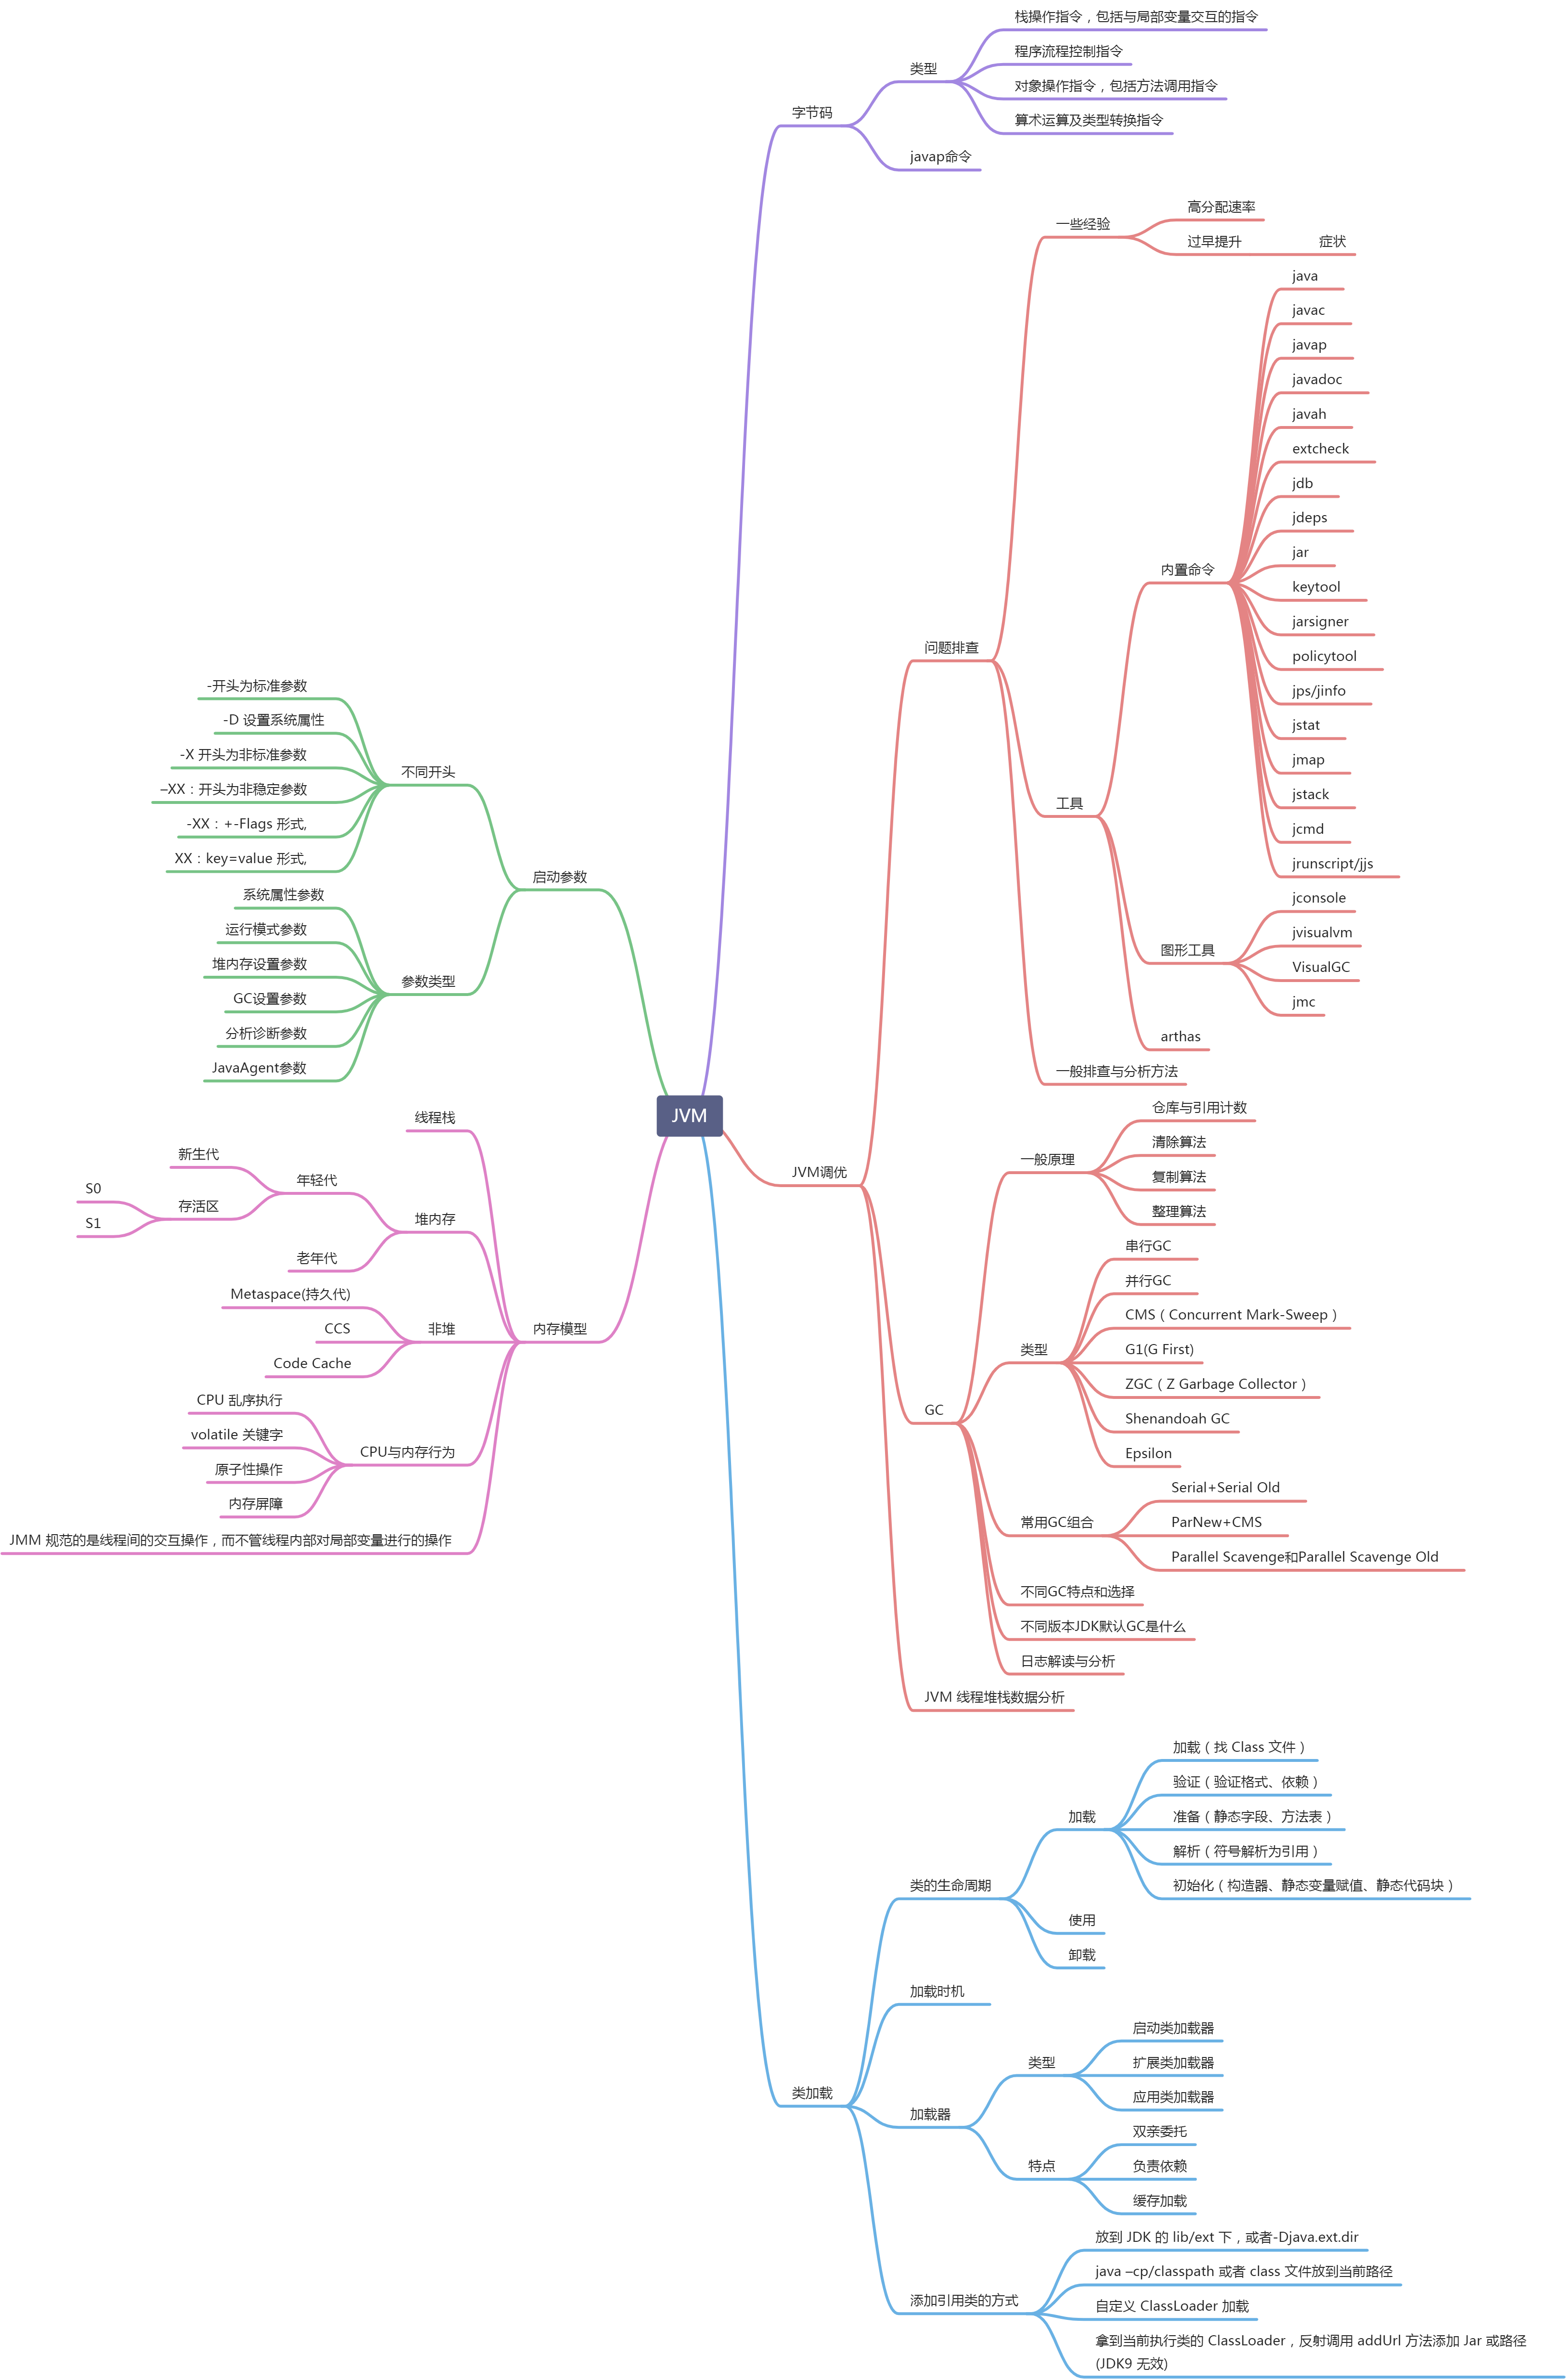 JVM
字节码
类型
栈操作指令，包括与局部变量交互的指令
程序流程控制指令
对象操作指令，包括方法调用指令
算术运算及类型转换指令
javap命令
JVM调优
问题排查
一些经验
高分配速率
过早提升
症状
工具
内置命令
java
javac
javap
javadoc
javah
extcheck
jdb
jdeps
jar
keytool
jarsigner
policytool
jps/jinfo
jstat
jmap
jstack
jcmd
jrunscript/jjs
图形工具
jconsole
jvisualvm
VisualGC
jmc
arthas
一般排查与分析方法
GC
一般原理
仓库与引用计数
清除算法
复制算法
整理算法
类型
串行GC
并行GC
CMS（Concurrent Mark-Sweep）
G1(G First)
ZGC（Z Garbage Collector）
Shenandoah GC
Epsilon
常用GC组合
Serial+Serial Old
ParNew+CMS
Parallel Scavenge和Parallel Scavenge Old
不同GC特点和选择
不同版本JDK默认GC是什么
日志解读与分析
JVM 线程堆栈数据分析
类加载
类的生命周期
加载
加载（找 Class 文件）
验证（验证格式、依赖）
准备（静态字段、方法表）
解析（符号解析为引用）
初始化（构造器、静态变量赋值、静态代码块）
使用
卸载
加载时机
加载器
类型
启动类加载器
扩展类加载器
应用类加载器
特点
双亲委托
负责依赖
缓存加载
添加引用类的方式
放到 JDK 的 lib/ext 下，或者-Djava.ext.dir
java –cp/classpath 或者 class 文件放到当前路径
自定义 ClassLoader 加载
拿到当前执行类的 ClassLoader，反射调用 addUrl 方法添加 Jar 或路径
(JDK9 无效)
启动参数
不同开头
-开头为标准参数
-D 设置系统属性
-X 开头为非标准参数
–XX：开头为非稳定参数
-XX：+-Flags 形式,
XX：key=value 形式,
参数类型
系统属性参数
运行模式参数
堆内存设置参数
GC设置参数
分析诊断参数
JavaAgent参数
内存模型
线程栈
堆内存
年轻代
新生代
存活区
S0
S1
老年代
非堆
Metaspace(持久代)
CCS
Code Cache
CPU与内存行为
CPU 乱序执行
volatile 关键字
原子性操作
内存屏障
JMM 规范的是线程间的交互操作，而不管线程内部对局部变量进行的操作